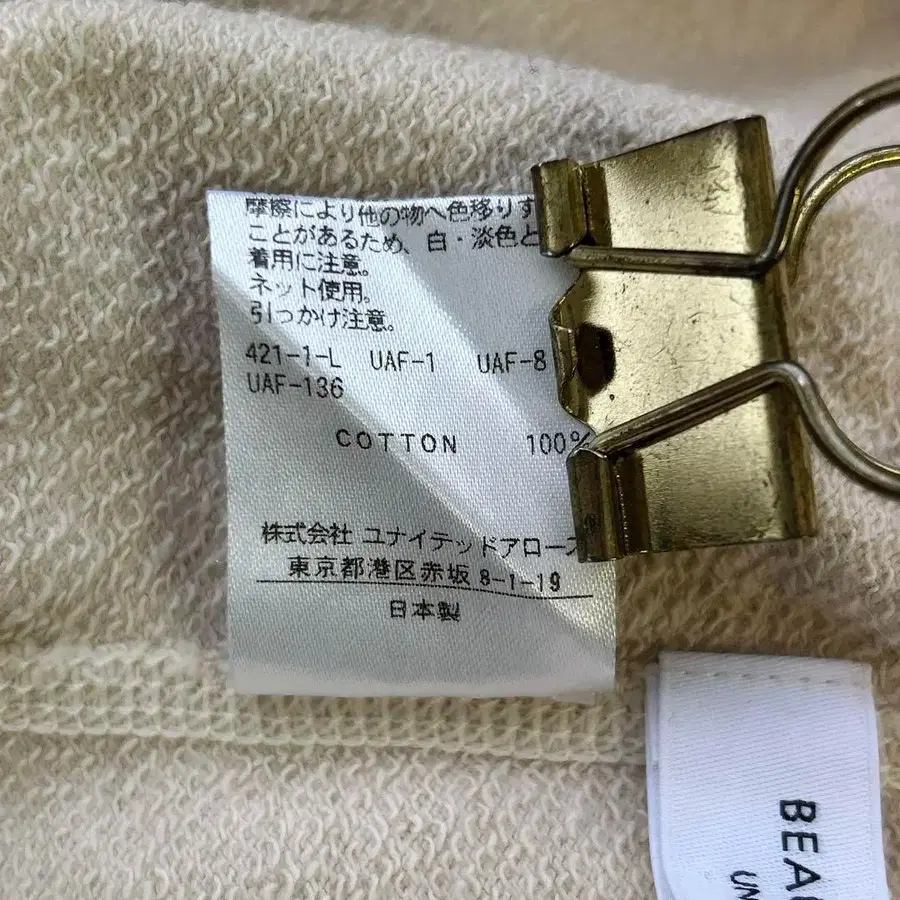 摩擦により他の物へ色移りす
ことがあるため、白・淡色と
着用に注意。
ネット使用。
引っかけ注意。
421-1-L UAF-1 UAF-8
UAF-136
COTTON 100%
株式会社 ユナイテッドアローズ
東京都港区赤坂 8-1-19
日本製
BEA
UN